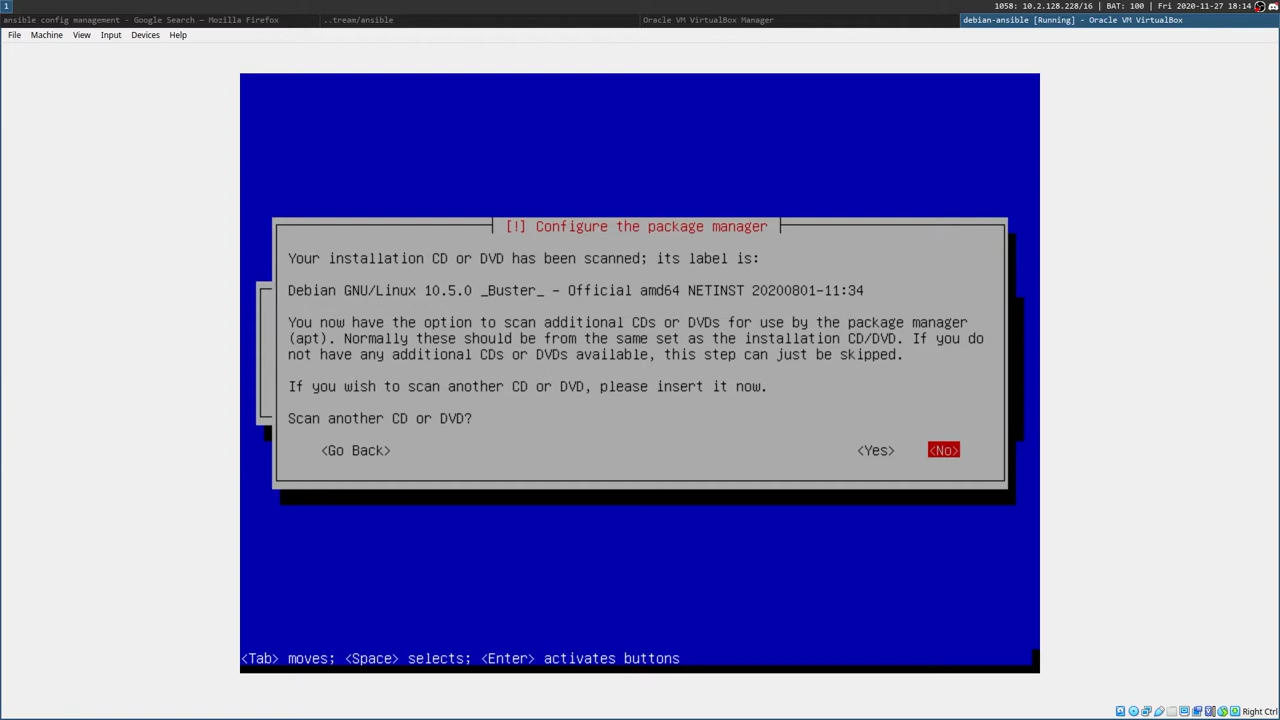 1
1058: 10.2.128.228/16 | BAT: 100 | Fri 2020-11-27 18:14
ansible config management - Google Search - Mozilla Firefox
..tream/ansible
Oracle VM VirtualBox Manager
debian-ansible [Running] - Oracle VM VirtualBox
File Machine View Input Devices Help
[!] Configure the package manager
Your installation CD or DVD has been scanned; its label is:
Debian GNU/Linux 10.5.0 _Buster_ - Official amd64 NETINST 20200801-11:34
You now have the option to scan additional CDs or DVDs for use by the package manager
(apt). Normally these should be from the same set as the installation CD/DVD. If you do
not have any additional CDs or DVDs available, this step can just be skipped.
If you wish to scan another CD or DVD, please insert it now.
Scan another CD or DVD?
<Go Back> <Yes> <No>
<Tab> moves; <Space> selects; <Enter> activates buttons
Right Ctrl